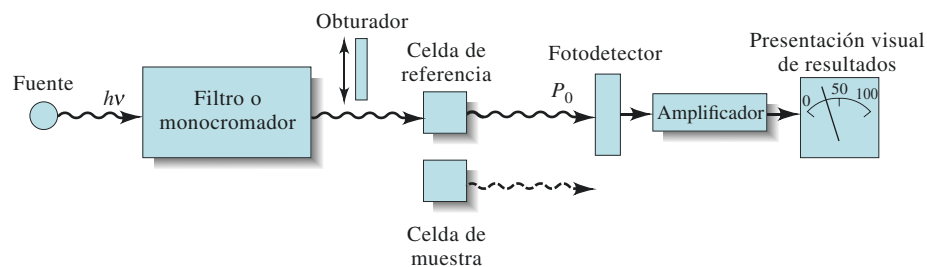 Fuente
hν
Filtro o
monocromador
Obturador
Celda de
referencia
P0
Fotodetector
Amplificador
Presentación visual
de resultados
0 50 100
Celda de
muestra